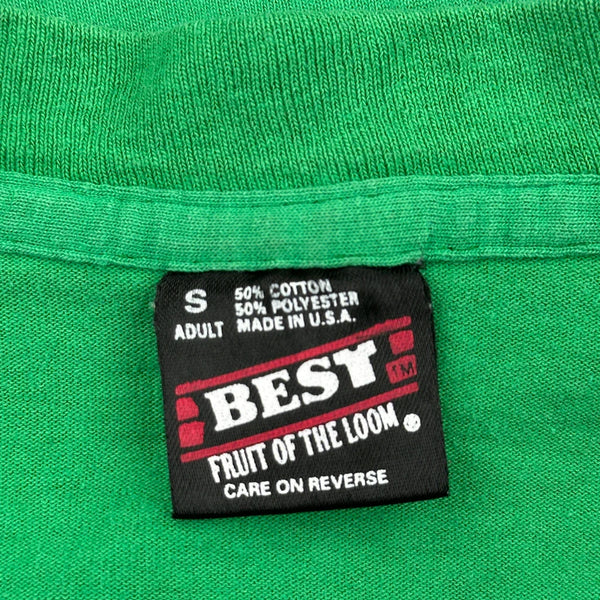 S 50% COTTON
50% POLYESTER
ADULT MADE IN U.S.A.
BEST
TM
FRUIT OF THE LOOM ®
CARE ON REVERSE